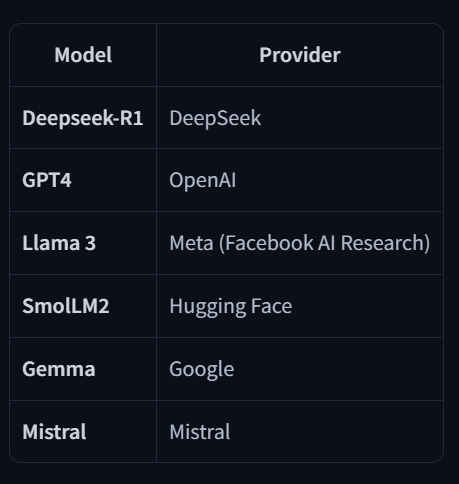 Model Provider
Deepseek-R1 DeepSeek
GPT4 OpenAI
Llama 3 Meta (Facebook AI Research)
SmolLM2 Hugging Face
Gemma Google
Mistral Mistral